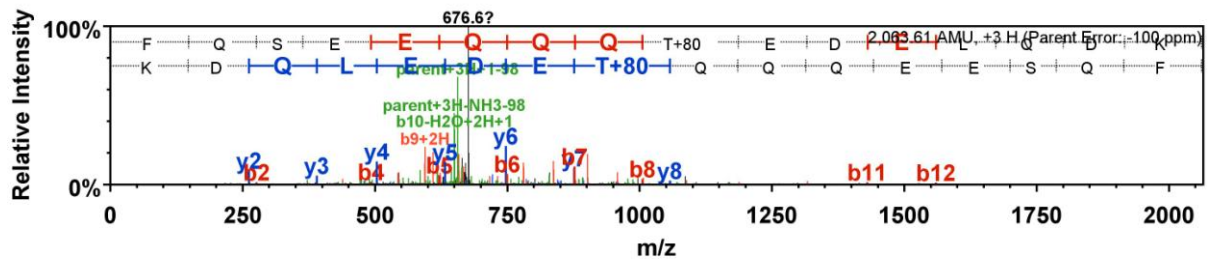 676.6?
100%
F Q S E E Q Q Q T+80 E D E L Q D K
2,063.61 AMU, +3 H (Parent Error: -100 ppm)
K D Q L E D E T+80 Q Q Q E E S Q F
parent+3H+1-98
parent+3H-NH3-98
b10-H2O+2H+1
b9+2H
y2 b2 y3 y4 b4 y5 b5 y6 b6 y7 b7 b8 y8 b11 b12
0%
0 250 500 750 1000 1250 1500 1750 2000
m/z
Relative Intensity